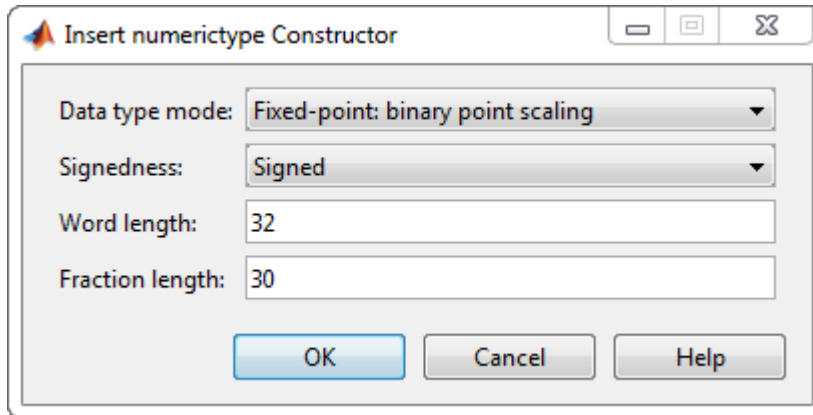 Insert numerictype Constructor
Data type mode: Fixed-point: binary point scaling
Signedness: Signed
Word length: 32
Fraction length: 30
OK Cancel Help